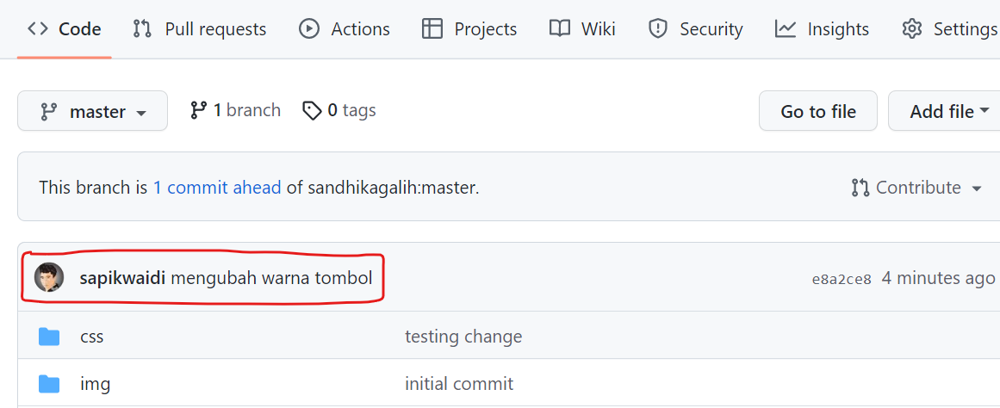 Code Pull requests Actions Projects Wiki Security Insights Settings
master 1 branch 0 tags Go to file Add file
This branch is 1 commit ahead of sandhikagalih:master. Contribute
sapikwaidi mengubah warna tombol e8a2ce8 4 minutes ago
css testing change
img initial commit